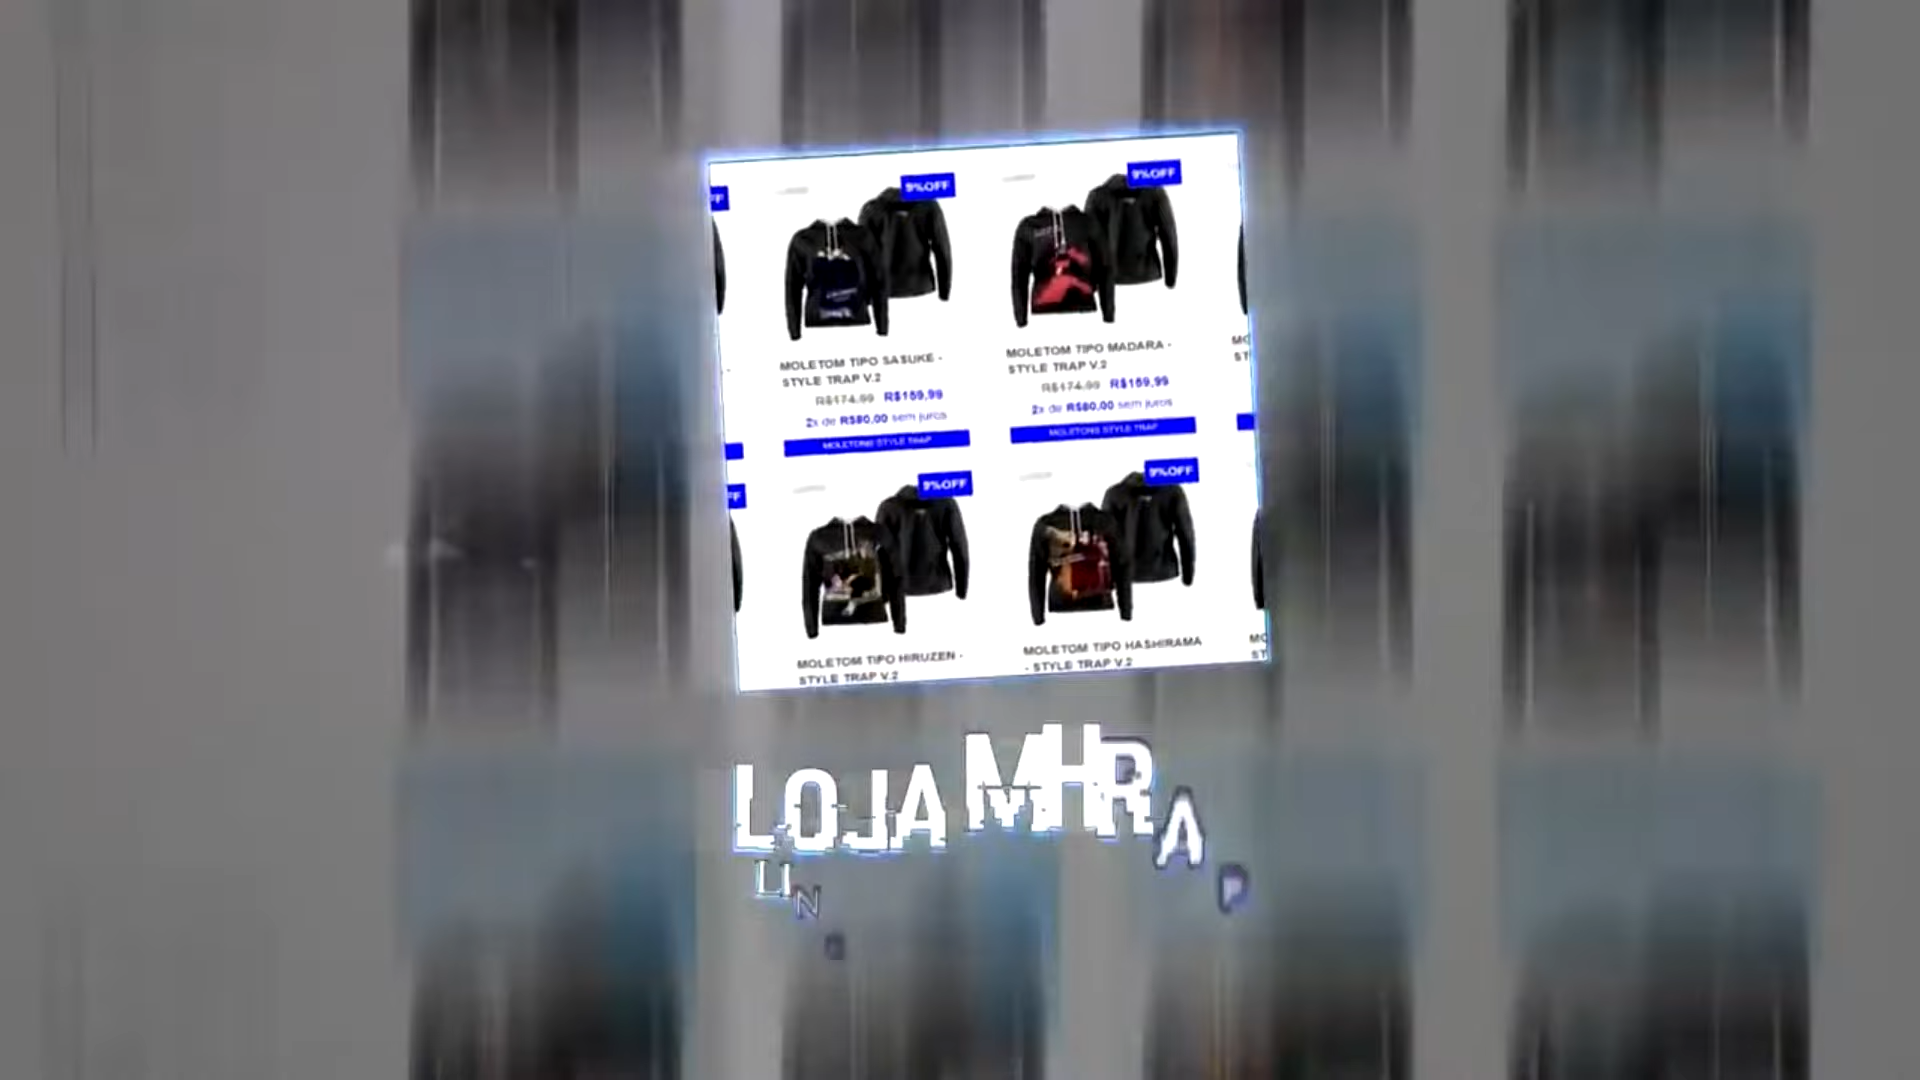 9%OFF
9%OFF
MOLETOM TIPO SASUKE -
STYLE TRAP V.2
R$174,99 R$159,99
2x de R$80,00 sem juros
MOLETONS STYLE TRAP
MOLETOM TIPO MADARA -
STYLE TRAP V.2
R$174,99 R$159,99
2x de R$80,00 sem juros
MOLETONS STYLE TRAP
9%OFF
9%OFF
MOLETOM TIPO HIRUZEN -
STYLE TRAP V.2
MOLETOM TIPO HASHIRAMA
- STYLE TRAP V.2
LOJA MHRAP
LIN